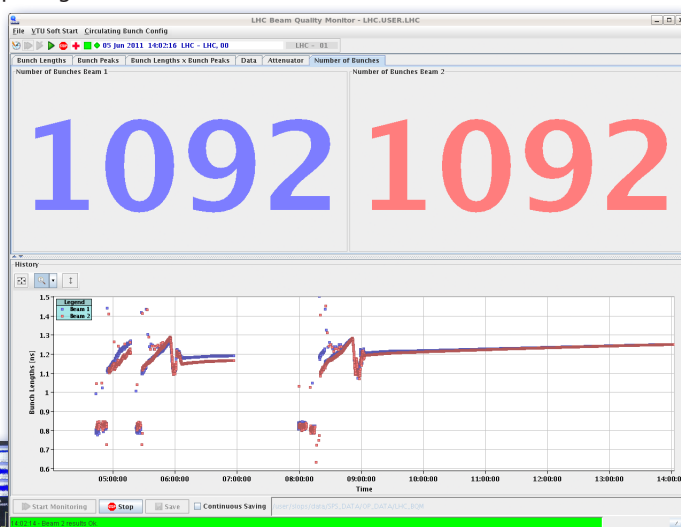 LHC Beam Quality Monitor - LHC.USER.LHC
File VTU Soft Start Circulating Bunch Config
05 Jun 2011 14:02:16 LHC - LHC, 00 LHC - 01
Bunch Lengths Bunch Peaks Bunch Lengths x Bunch Peaks Data Attenuator Number of Bunches
Number of Bunches Beam 1 Number of Bunches Beam 2
1092 1092
History
Legend
Beam 1
Beam 2
1.5
1.4
1.3
1.2
1.1
1
0.9
0.8
0.7
0.6
Bunch Lengths [ns]
05:00:00 06:00:00 07:00:00 08:00:00 09:00:00 10:00:00 11:00:00 12:00:00 13:00:00 14:00:0
Time
Start Monitoring Stop Save Continuous Saving
14:02:14 - Beam 2 results Ok.